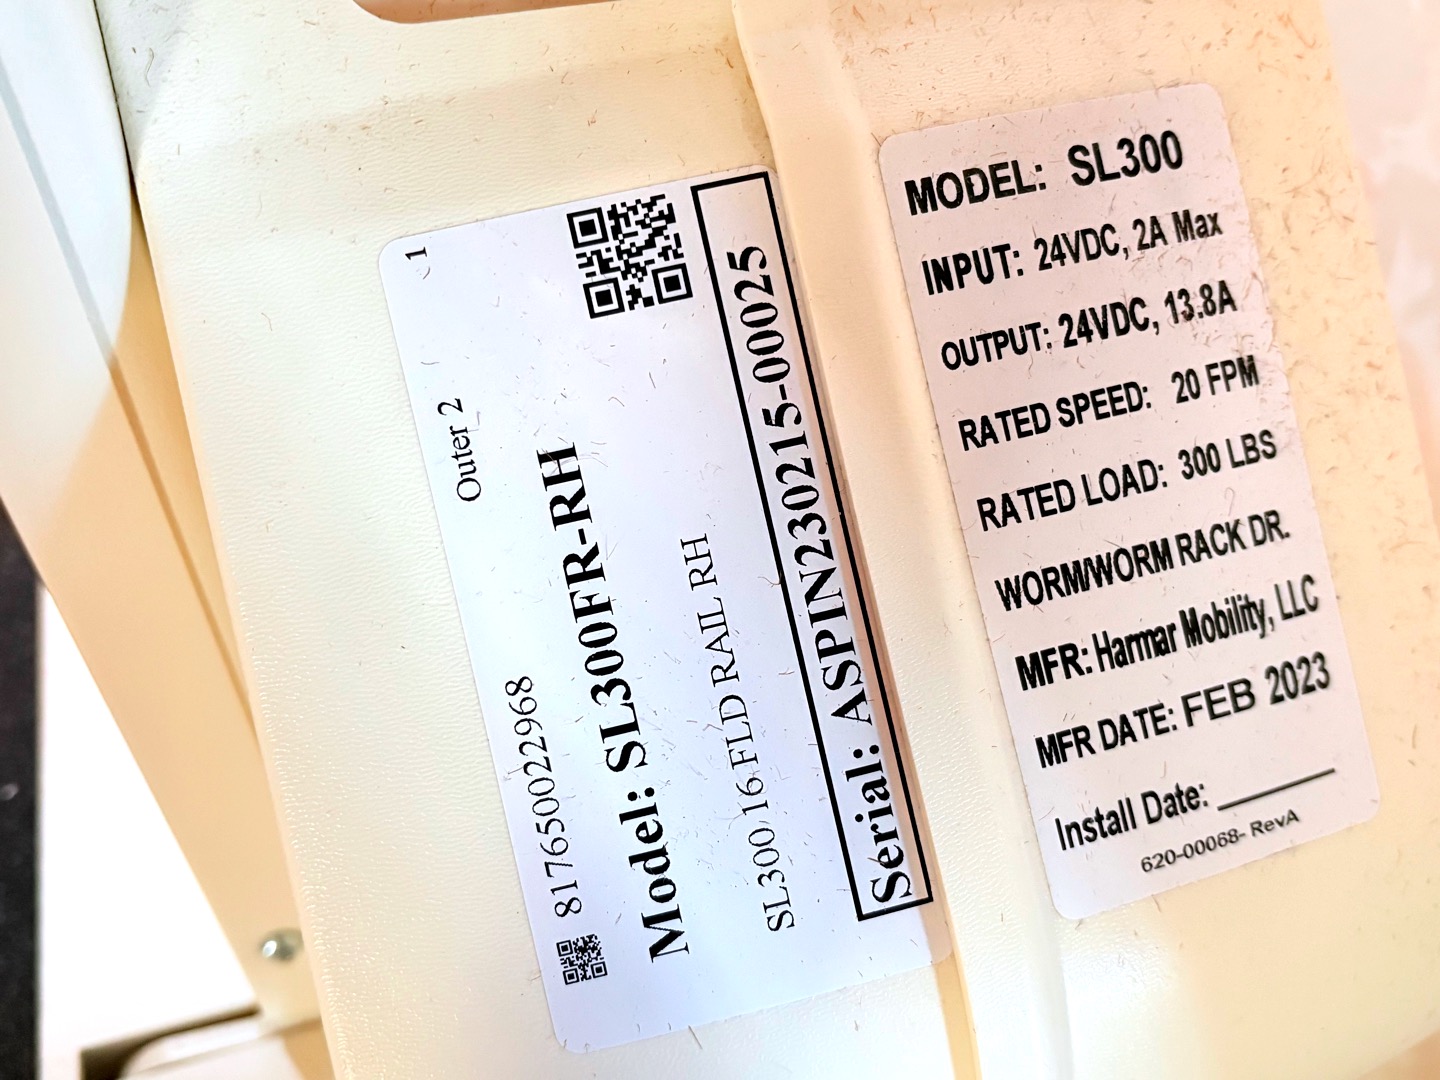 1
Outer 2
817650022968
Model: SL300FR-RH
SL300 16 FLD RAIL RH
Serial: ASPIN230215-00025
MODEL: SL300
INPUT: 24VDC, 2A Max
OUTPUT: 24VDC, 13.8A
RATED SPEED: 20 FPM
RATED LOAD: 300 LBS
WORM/WORM RACK DR.
MFR: Harmar Mobility, LLC
MFR DATE: FEB 2023
Install Date: ______
620-00068- RevA